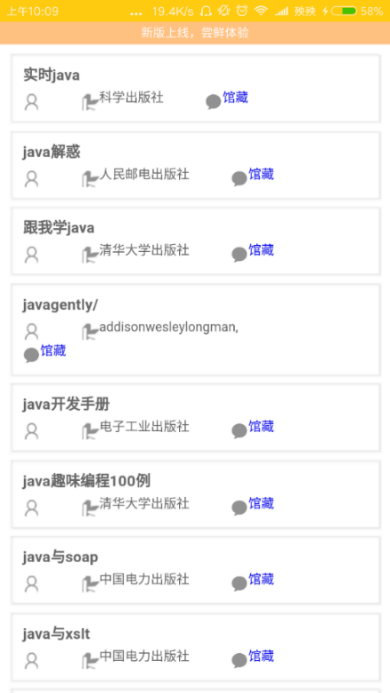 上午10:09 ... 19.4K/s 58%
新版上线，尝鲜体验
实时java
科学出版社 馆藏
java解惑
人民邮电出版社 馆藏
跟我学java
清华大学出版社 馆藏
javagently/
addisonwesleylongman,
馆藏
java开发手册
电子工业出版社 馆藏
java趣味编程100例
清华大学出版社 馆藏
java与soap
中国电力出版社 馆藏
java与xslt
中国电力出版社 馆藏